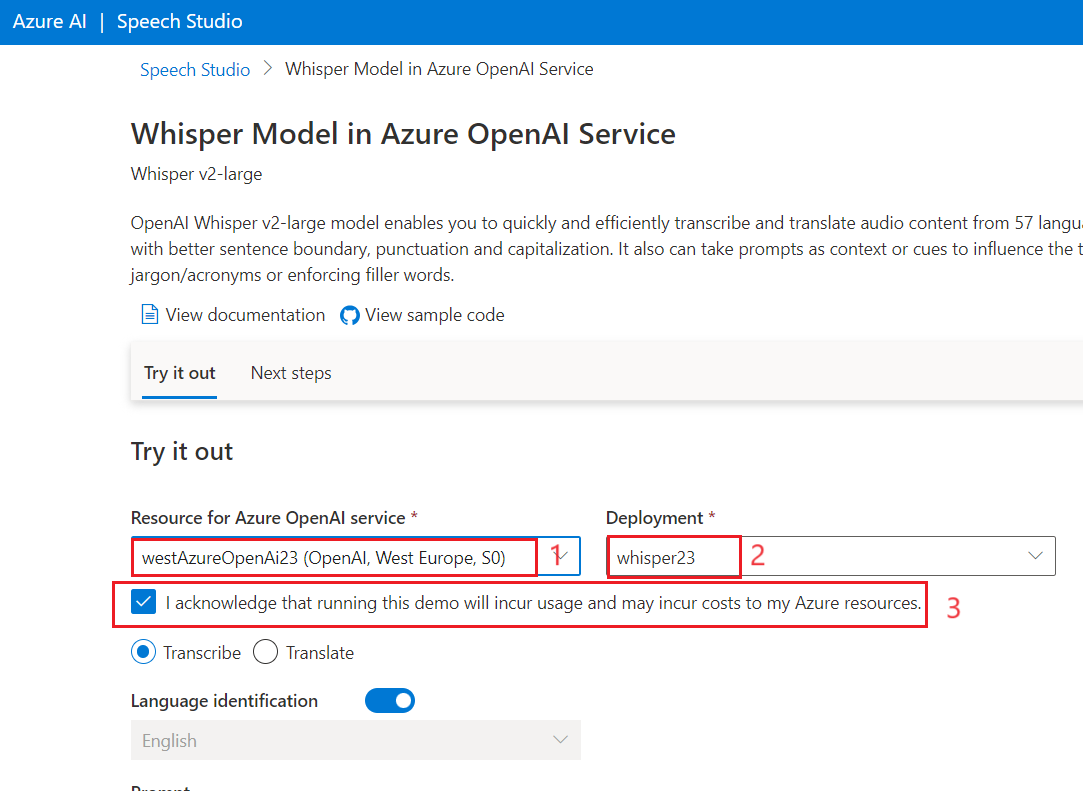 Azure AI | Speech Studio
Speech Studio > Whisper Model in Azure OpenAI Service
Whisper Model in Azure OpenAI Service
Whisper v2-large
OpenAI Whisper v2-large model enables you to quickly and efficiently transcribe and translate audio content from 57
with better sentence boundary, punctuation and capitalization. It also can take prompts as context or cues to influence the
jargon/acronyms or enforcing filler words.
View documentation View sample code
Try it out Next steps
Try it out
Resource for Azure OpenAI service * Deployment *
westAzureOpenAi23 (OpenAI, West Europe, S0) 1 whisper23 2
I acknowledge that running this demo will incur usage and may incur costs to my Azure resources. 3
Transcribe Translate
Language identification
English
Prompt